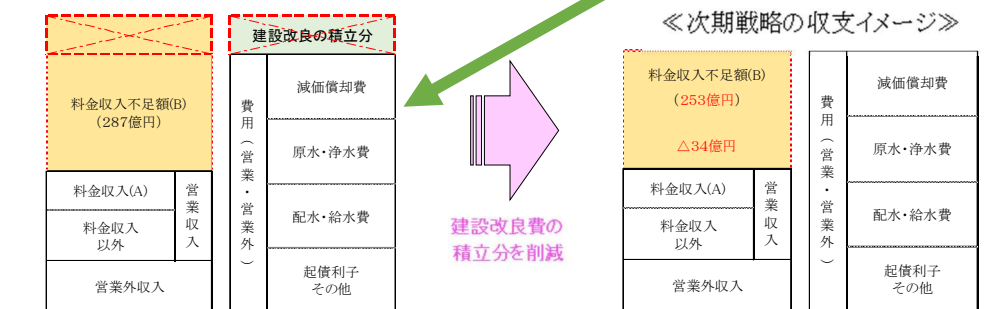 ≪次期戦略の収支イメージ≫
建設改良の積立分
料金収入不足額(B)
(287億円)
料金収入(A)
料金収入
以外
営業収入
営業外収入
費用(営業・営業外)
減価償却費
原水・浄水費
配水・給水費
起債利子
その他
建設改良費の
積立分を削減
料金収入不足額(B)
(253億円)
△34億円
料金収入(A)
料金収入
以外
営業収入
営業外収入
費用(営業・営業外)
減価償却費
原水・浄水費
配水・給水費
起債利子
その他